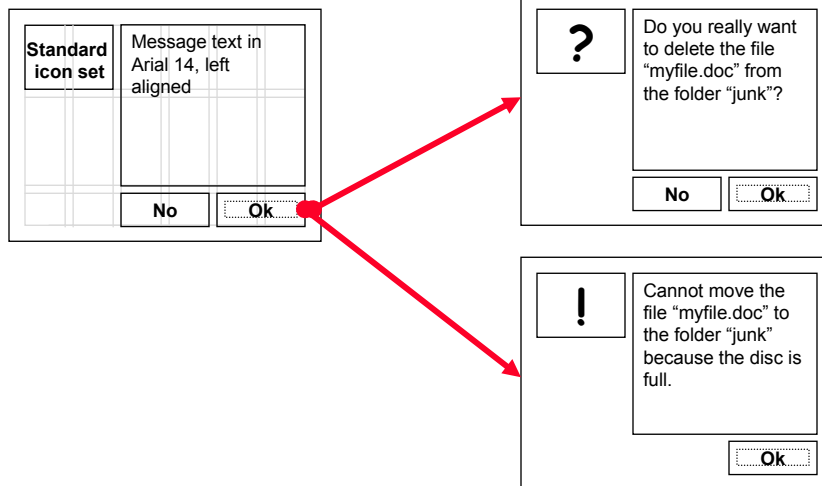 Standard
icon set
Message text in
Arial 14, left
aligned
No
Ok
?
Do you really want
to delete the file
“myfile.doc” from
the folder “junk”?
No
Ok
!
Cannot move the
file “myfile.doc” to
the folder “junk”
because the disc is
full.
Ok